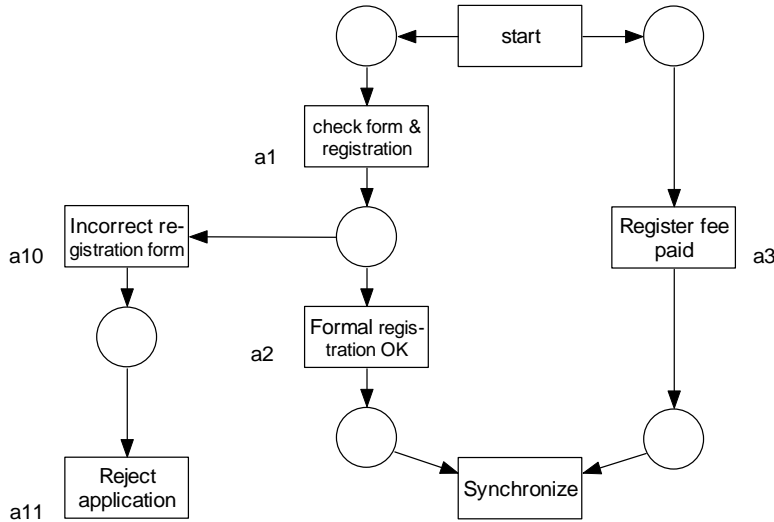 start
check form &
registration
a1
Incorrect re-
gistration form
a10
Register fee
paid
a3
Formal regis-
tration OK
a2
Reject
application
a11
Synchronize